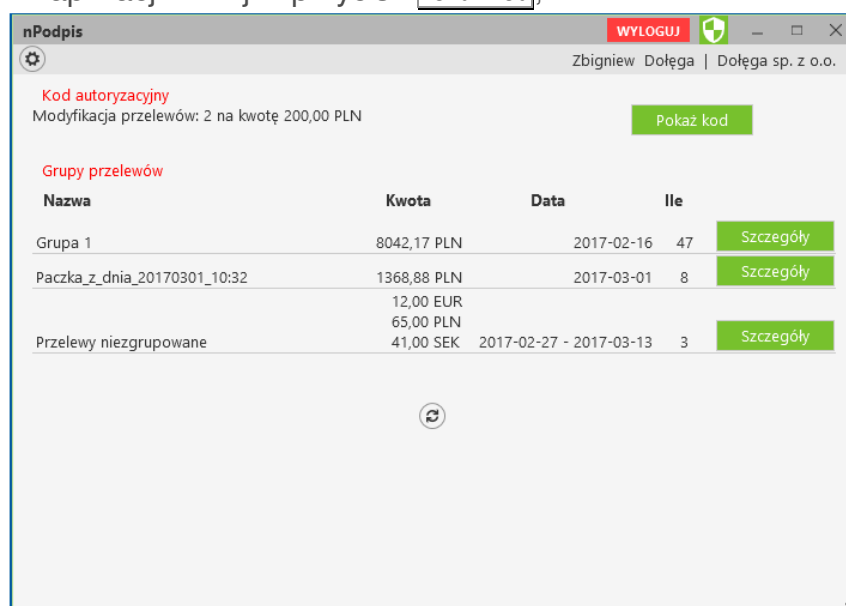 nPodpis WYLOGUJ
Zbigniew Dołęga | Dołęga sp. z o.o.
Kod autoryzacyjny
Modyfikacja przelewów: 2 na kwotę 200,00 PLN
Pokaż kod
Grupy przelewów
Nazwa Kwota Data Ile
Grupa 1 8042,17 PLN 2017-02-16 47 Szczegóły
Paczka_z_dnia_20170301_10:32 1368,88 PLN 2017-03-01 8 Szczegóły
12,00 EUR
65,00 PLN
Przelewy niezgrupowane 41,00 SEK 2017-02-27 - 2017-03-13 3 Szczegóły